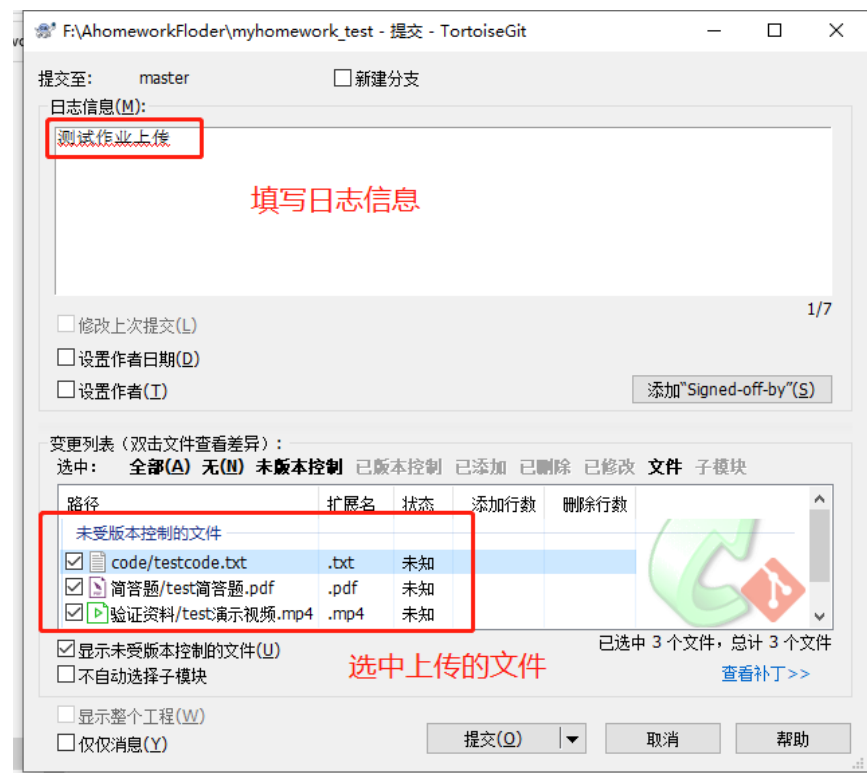 F:\AhomeworkFloder\myhomework_test - 提交 - TortoiseGit
提交至: master 新建分支
日志信息(M):
测试作业上传
填写日志信息
1/7
修改上次提交(L)
设置作者日期(D)
设置作者(T)
添加"Signed-off-by"(S)
变更列表（双击文件查看差异）:
选中: 全部(A) 无(N) 未版本控制 已版本控制 已添加 已删除 已修改 文件 子模块
路径 扩展名 状态 添加行数 删除行数
未受版本控制的文件
code/testcode.txt .txt 未知
简答题/test简答题.pdf .pdf 未知
验证资料/test演示视频.mp4 .mp4 未知
显示未受版本控制的文件(U)
已选中 3 个文件，总计 3 个文件
不自动选择子模块
选中上传的文件
查看补丁>>
显示整个工程(W)
仅仅消息(Y)
提交(O) 取消 帮助